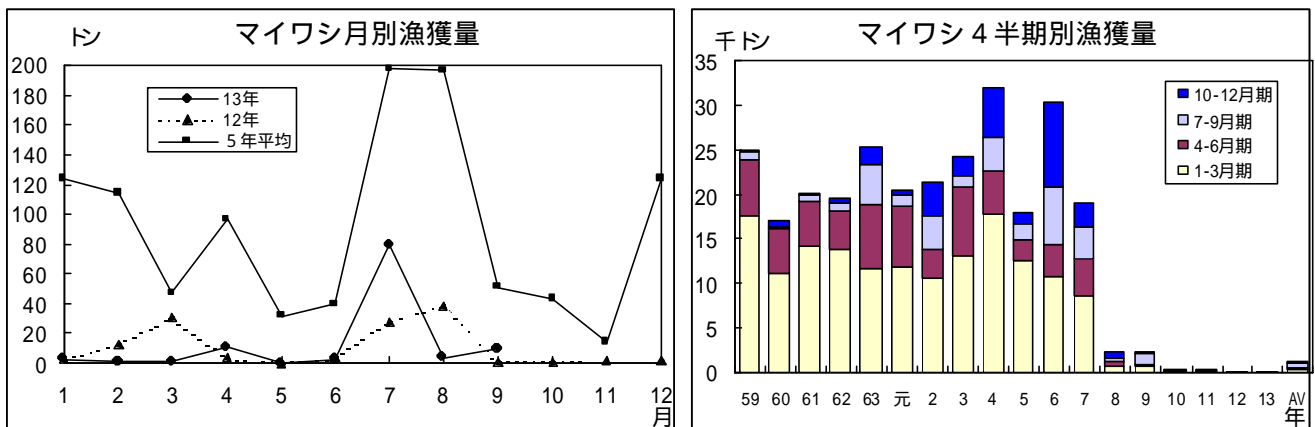 マイワシ月別漁獲量
トン
200
180
160
140
120
100
80
60
40
20
0
13年
12年
５年平均
1 2 3 4 5 6 7 8 9 10 11 12
月
マイワシ４半期別漁獲量
千トン
35
30
25
20
15
10
5
0
10-12月期
7-9月期
4-6月期
1-3月期
59 60 61 62 63 元 2 3 4 5 6 7 8 9 10 11 12 13 AV
年